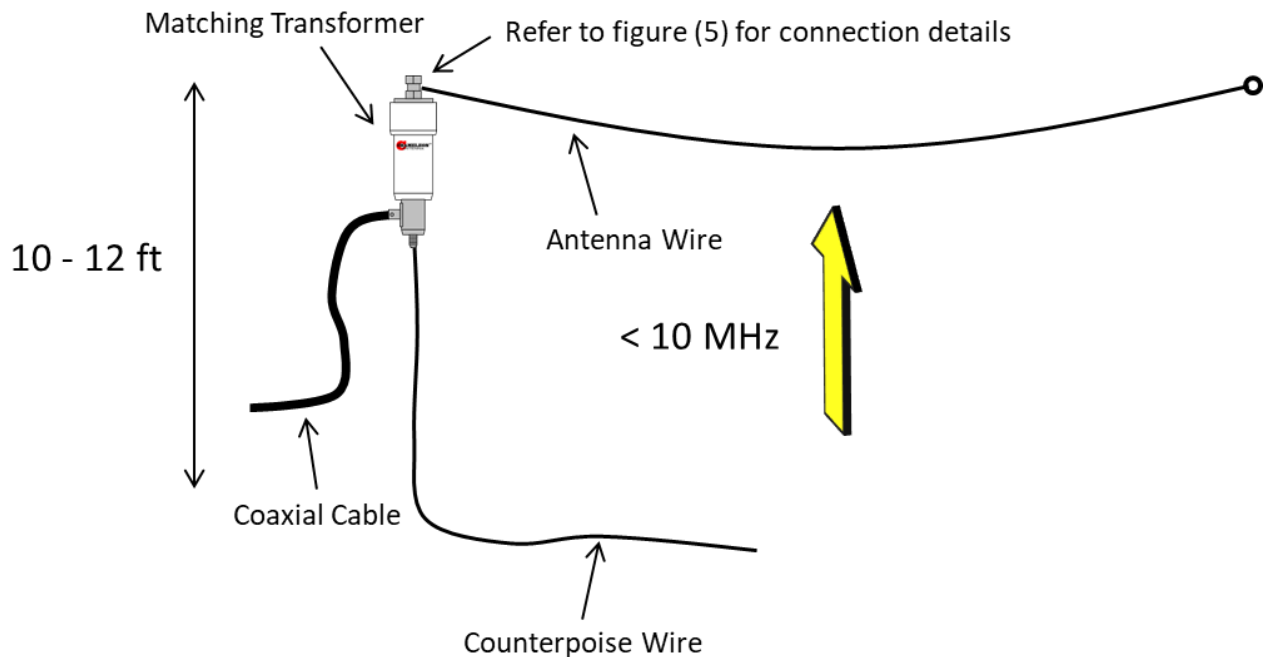 Matching Transformer
Refer to figure (5) for connection details
10 - 12 ft
Antenna Wire
< 10 MHz
Coaxial Cable
Counterpoise Wire